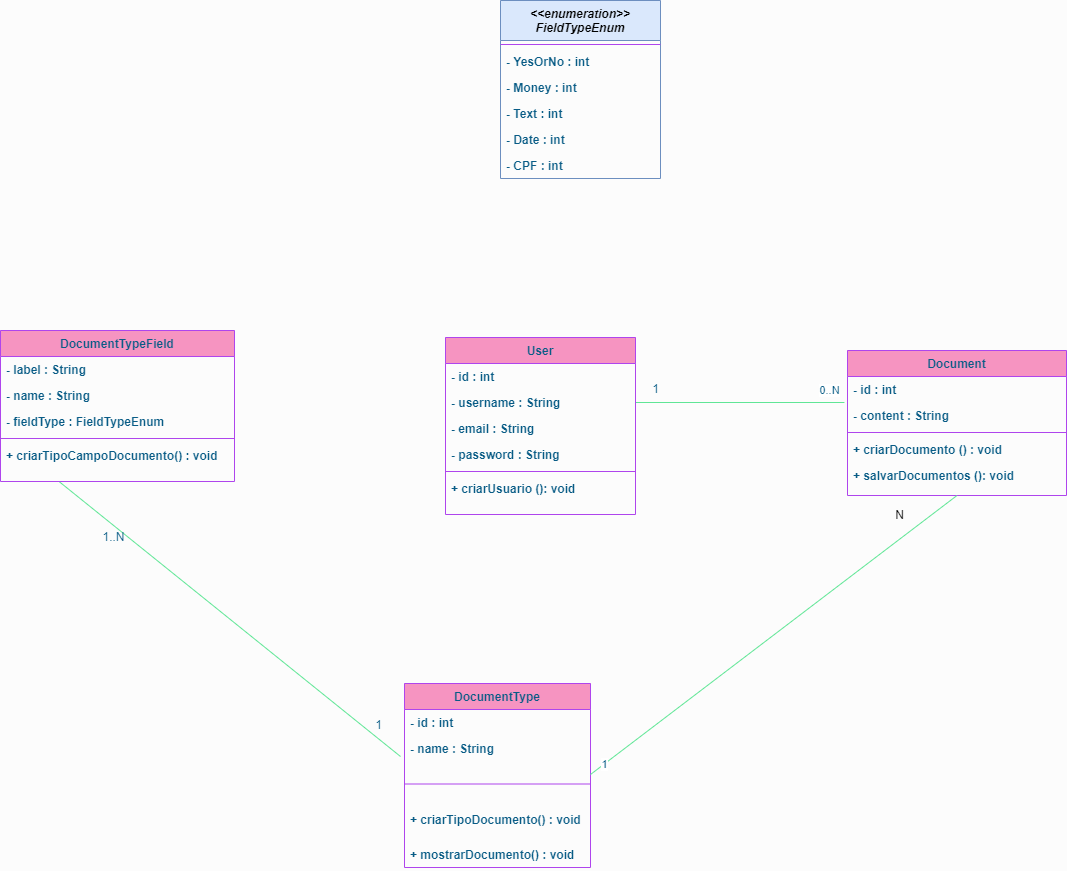 <<enumeration>>
FieldTypeEnum
- YesOrNo : int
- Money : int
- Text : int
- Date : int
- CPF : int
DocumentTypeField
- label : String
- name : String
- fieldType : FieldTypeEnum
+ criarTipoCampoDocumento() : void
User
- id : int
- username : String
- email : String
- password : String
+ criarUsuario (): void
1
0..N
Document
- id : int
- content : String
+ criarDocumento () : void
+ salvarDocumentos (): void
N
1..N
1
1
DocumentType
- id : int
- name : String
+ criarTipoDocumento() : void
+ mostrarDocumento() : void